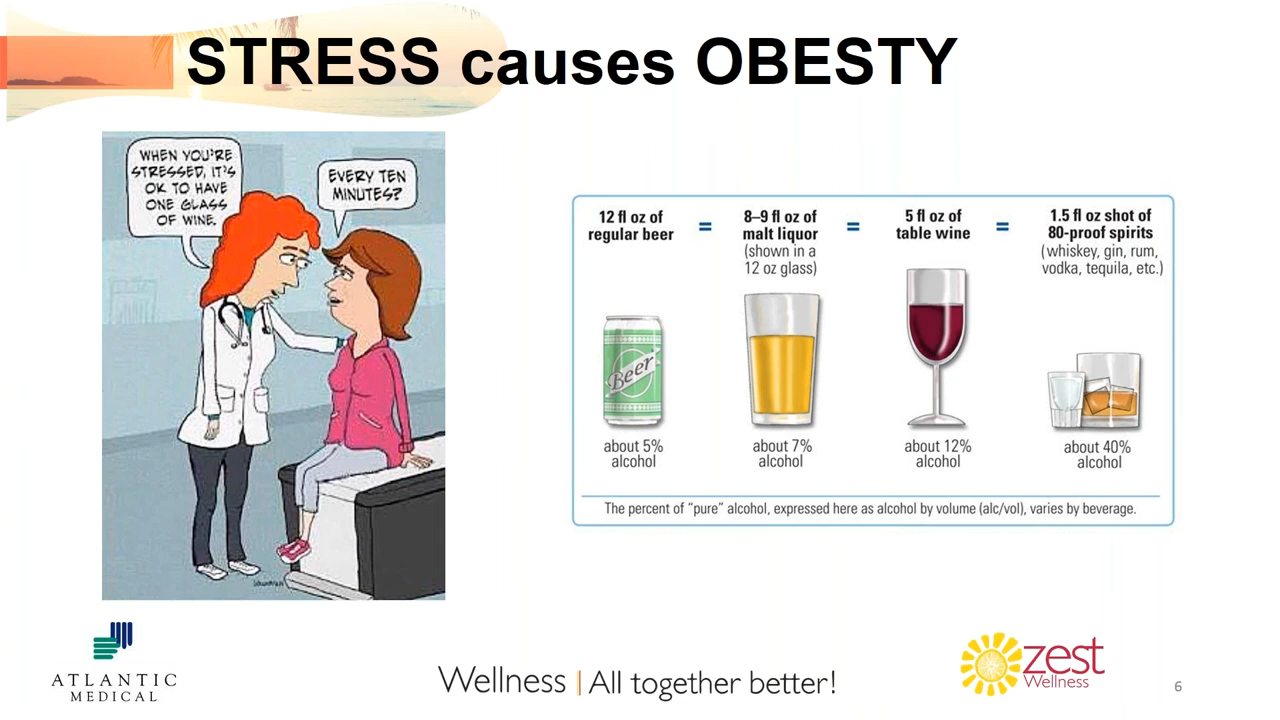 STRESS causes OBESTY
WHEN YOU'RE
STRESSED, IT'S
OK TO HAVE
ONE GLASS
OF WINE.
EVERY TEN
MINUTES?
12 fl oz of
regular beer
=
8–9 fl oz of
malt liquor
(shown in a
12 oz glass)
=
5 fl oz of
table wine
=
1.5 fl oz shot of
80-proof spirits
(whiskey, gin, rum,
vodka, tequila, etc.)
Beer
about 5%
alcohol
about 7%
alcohol
about 12%
alcohol
about 40%
alcohol
The percent of “pure” alcohol, expressed here as alcohol by volume (alc/vol), varies by beverage.
ATLANTIC
MEDICAL
Wellness | All together better!
zest
Wellness
6